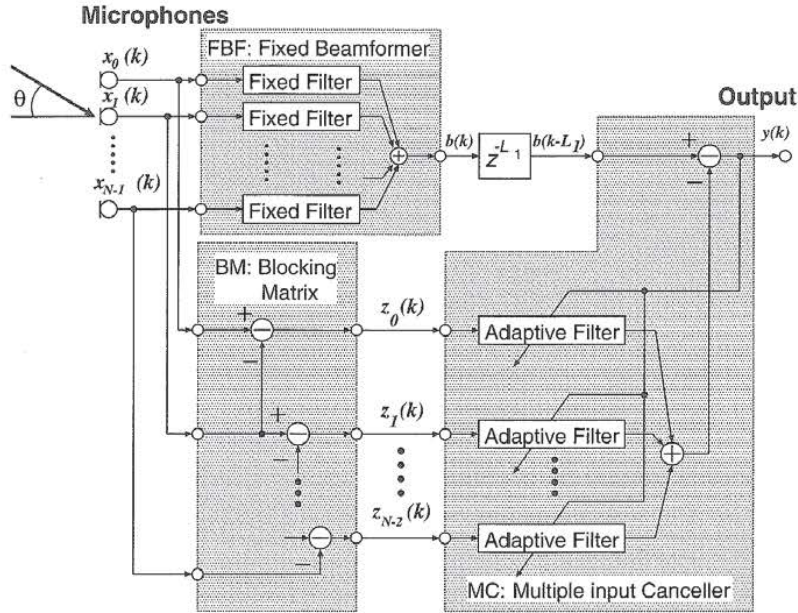 Microphones
x0(k)
FBF: Fixed Beamformer
Fixed Filter
θ
x1(k)
Fixed Filter
Output
b(k)
z-L1
b(k-L1)
+
−
y(k)
+
−
xN-1 (k)
Fixed Filter
BM: Blocking
Matrix
+
−
−
z0(k)
Adaptive Filter
+
−
−
z1(k)
Adaptive Filter
+
zN-2(k)
−
−
Adaptive Filter
MC: Multiple input Canceller